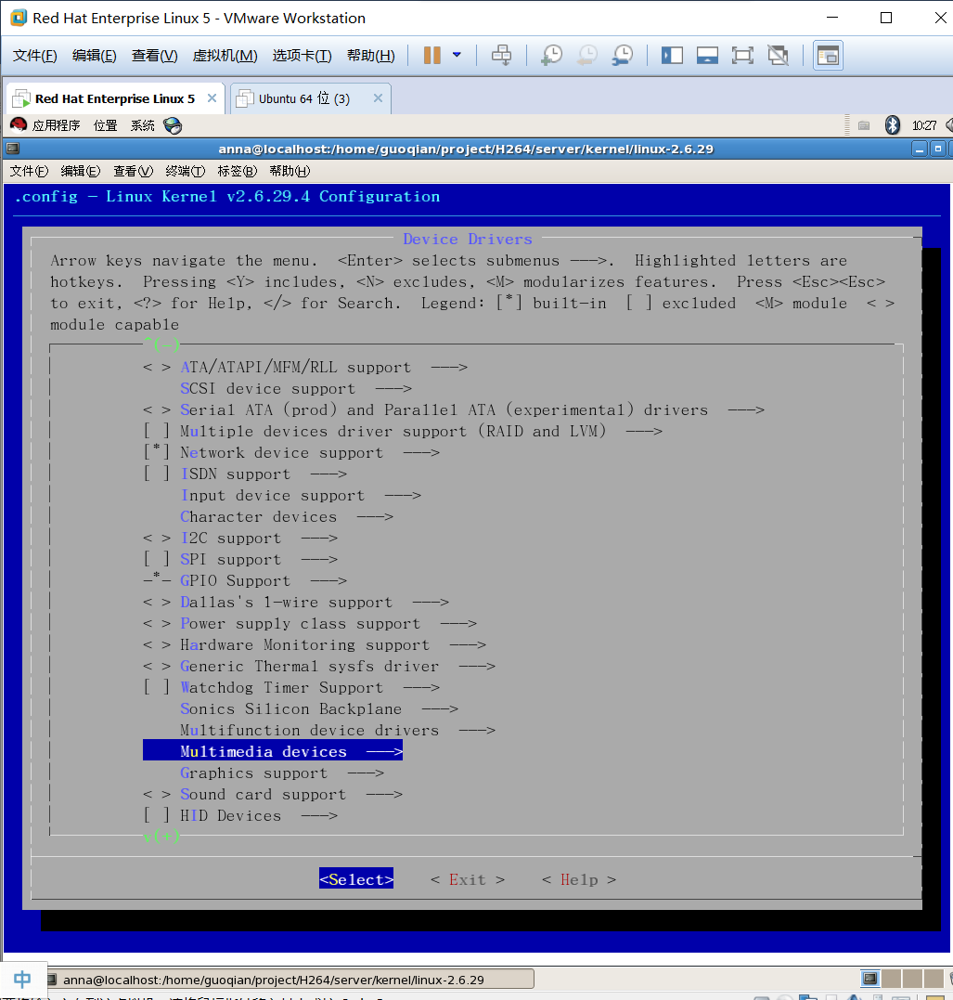 Red Hat Enterprise Linux 5 - VMware Workstation
文件(F) 编辑(E) 查看(V) 虚拟机(M) 选项卡(T) 帮助(H)
Red Hat Enterprise Linux 5 × Ubuntu 64 位 (3) ×
应用程序 位置 系统 10:27
anna@localhost:/home/guoqian/project/H264/server/kernel/linux-2.6.29
文件(F) 编辑(E) 查看(V) 终端(T) 标签(B) 帮助(H)
.config - Linux Kernel v2.6.29.4 Configuration
Device Drivers
Arrow keys navigate the menu. <Enter> selects submenus --->. Highlighted letters are
hotkeys. Pressing <Y> includes, <N> excludes, <M> modularizes features. Press <Esc><Esc>
to exit, <?> for Help, </> for Search. Legend: [*] built-in [ ] excluded <M> module < >
module capable
^(-)
< > ATA/ATAPI/MFM/RLL support --->
SCSI device support --->
< > Serial ATA (prod) and Parallel ATA (experimental) drivers --->
[ ] Multiple devices driver support (RAID and LVM) --->
[*] Network device support --->
[ ] ISDN support --->
Input device support --->
Character devices --->
< > I2C support --->
[ ] SPI support --->
-*- GPIO Support --->
< > Dallas's 1-wire support --->
< > Power supply class support --->
< > Hardware Monitoring support --->
< > Generic Thermal sysfs driver --->
[ ] Watchdog Timer Support --->
Sonics Silicon Backplane --->
Multifunction device drivers --->
Multimedia devices --->
Graphics support --->
< > Sound card support --->
[ ] HID Devices --->
v(+)
<Select> < Exit > < Help >
中 anna@localhost:/home/guoqian/project/H264/server/kernel/linux-2.6.29